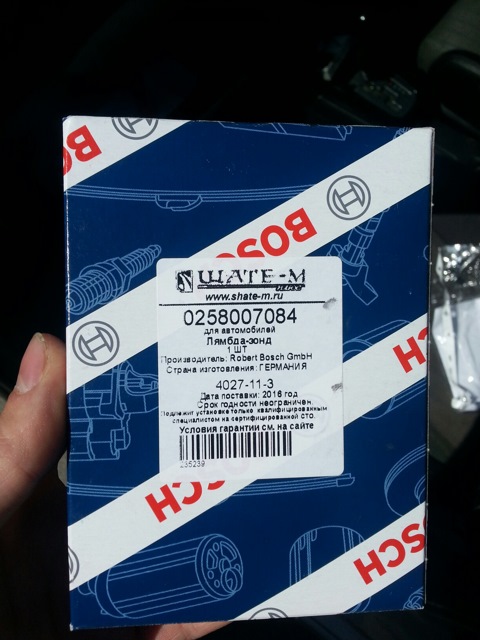 BOSCH
BOSCH
ШАТЕ-М
ПЛЮС
www.shate-m.ru
0258007084
для автомобилей
Лямбда-зонд
1 ШТ
Производитель: Robert Bosch GmbH
Страна изготовления: ГЕРМАНИЯ
4027-11-3
Дата поставки: 2016 год
Срок годности неограничен.
Подлежит установке только квалифицированным
специалистом на сертифицированной СТО.
Условия гарантии см. на сайте
235239
BOSCH
BOSCH